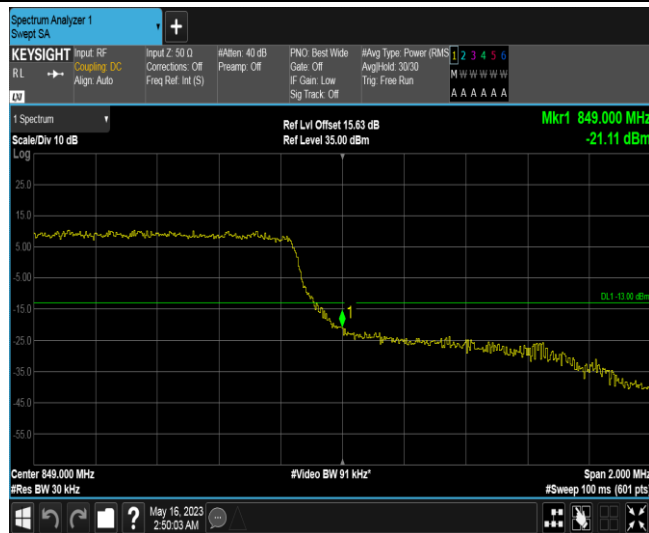 Spectrum Analyzer 1
Swept SA
+
KEYSIGHT
RL
LXI
Input: RF
Coupling: DC
Align: Auto
Input Z: 50 Ω
Corrections: Off
Freq Ref: Int (S)
#Atten: 40 dB
Preamp: Off
PNO: Best Wide
Gate: Off
IF Gain: Low
Sig Track: Off
#Avg Type: Power (RMS
Avg|Hold: 30/30
Trig: Free Run
1 2 3 4 5 6
M W W W W W
A A A A A A
1 Spectrum
Scale/Div 10 dB
Log
Ref Lvl Offset 15.63 dB
Ref Level 35.00 dBm
Mkr1 849.000 MHz
-21.11 dBm
25.0
15.0
5.00
-5.00
DL1 -13.00 dBm
1
-15.0
-25.0
-35.0
-45.0
-55.0
Center 849.000 MHz
#Video BW 91 kHz*
Span 2.000 MHz
#Res BW 30 kHz
#Sweep 100 ms (601 pts)
?
May 16, 2023
2:50:03 AM